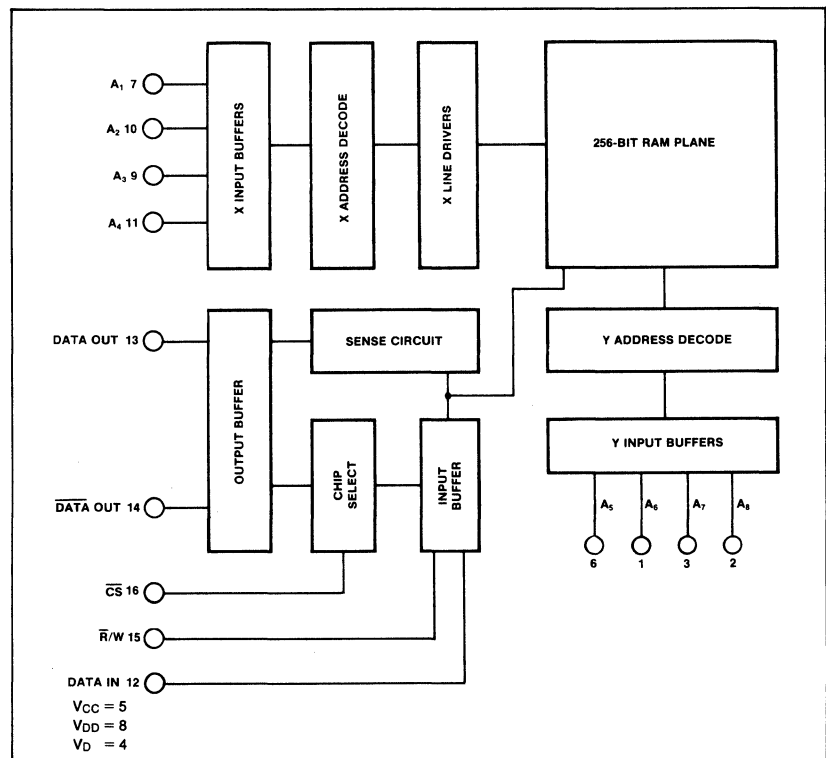 A₁ 7
A₂ 10
A₃ 9
A₄ 11
X INPUT BUFFERS
X ADDRESS DECODE
X LINE DRIVERS
256-BIT RAM PLANE
DATA OUT 13
D̅A̅T̅A̅ OUT 14
OUTPUT BUFFER
SENSE CIRCUIT
CHIP
SELECT
INPUT
BUFFER
Y ADDRESS DECODE
Y INPUT BUFFERS
A₅ A₆ A₇ A₈
6 1 3 2
C̅S̅ 16
R̅/W 15
DATA IN 12
VCC = 5
VDD = 8
VD = 4